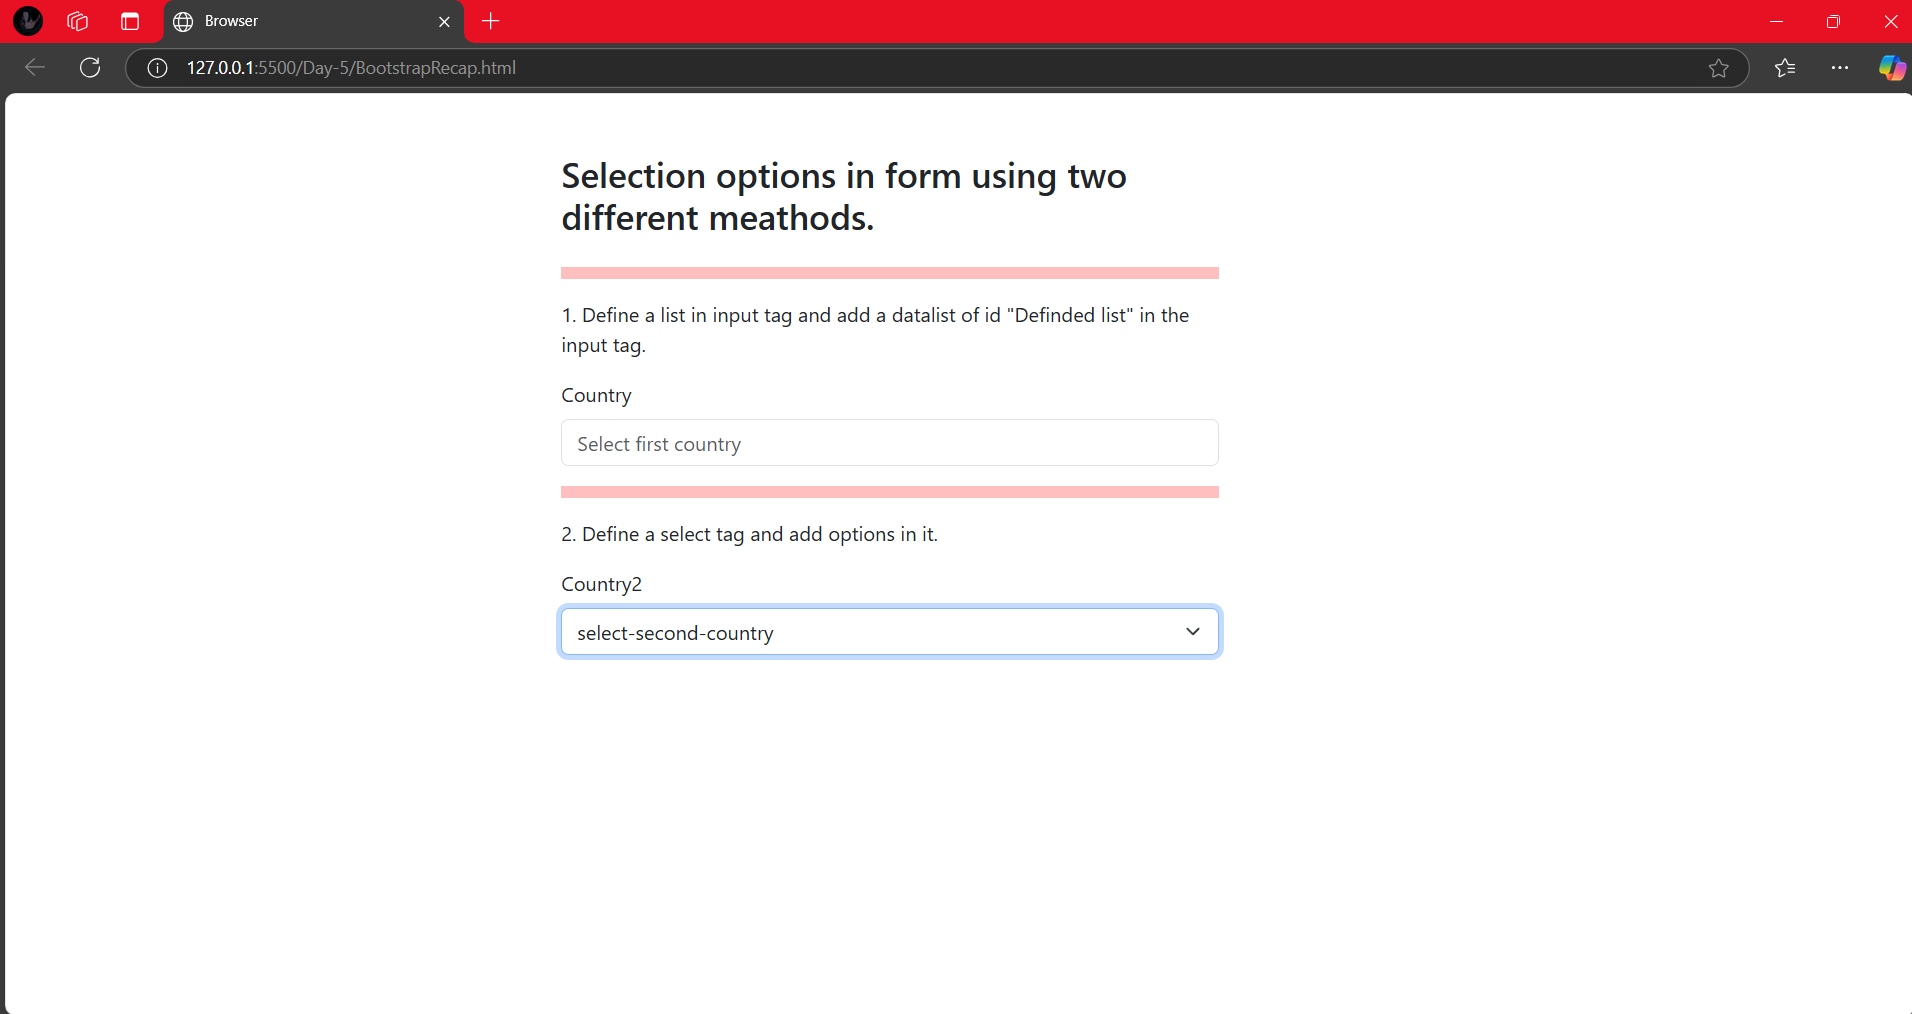 Browser
127.0.0.1:5500/Day-5/BootstrapRecap.html
Selection options in form using two
different meathods.
1. Define a list in input tag and add a datalist of id "Definded list" in the
input tag.
Country
Select first country
2. Define a select tag and add options in it.
Country2
select-second-country